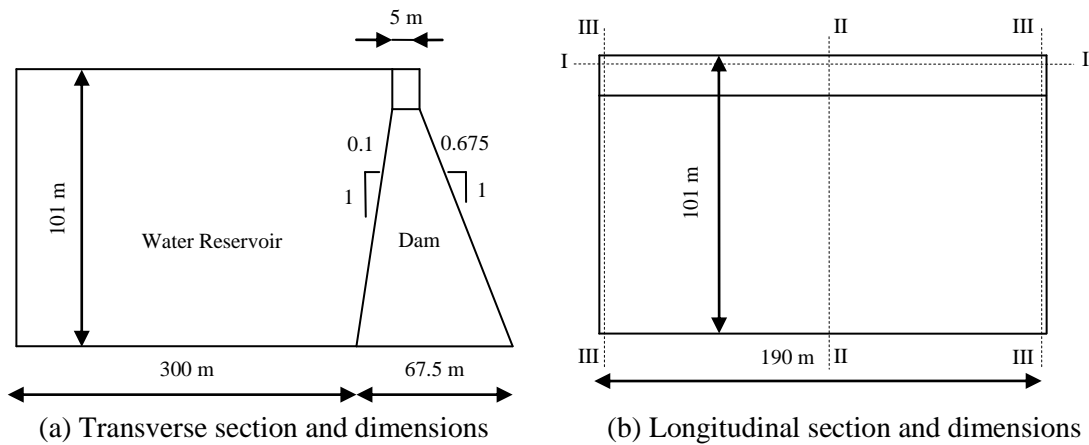 5 m
0.1
0.675
1
1
101 m
Water Reservoir
Dam
300 m
67.5 m
(a) Transverse section and dimensions
III
II
III
I
I
101 m
III
190 m
II
III
(b) Longitudinal section and dimensions